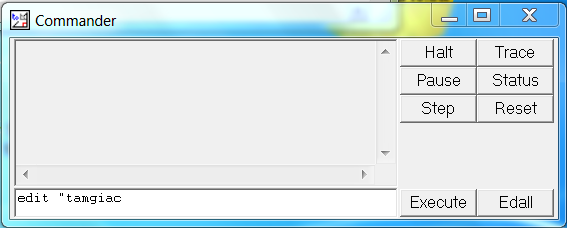 Commander
Halt
Trace
Pause
Status
Step
Reset
edit "tamgiac
Execute
Edall